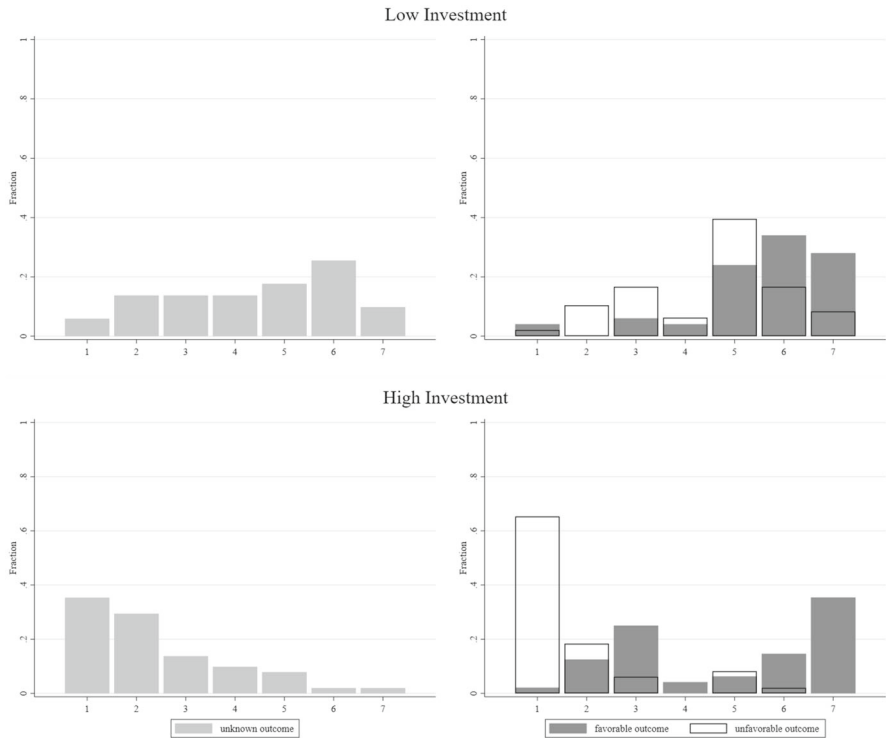 Low Investment
1
.8
.6
.4
.2
0
Fraction
1 2 3 4 5 6 7
1
.8
.6
.4
.2
0
Fraction
1 2 3 4 5 6 7
High Investment
1
.8
.6
.4
.2
0
Fraction
1 2 3 4 5 6 7
unknown outcome
1
.8
.6
.4
.2
0
Fraction
1 2 3 4 5 6 7
favorable outcome unfavorable outcome